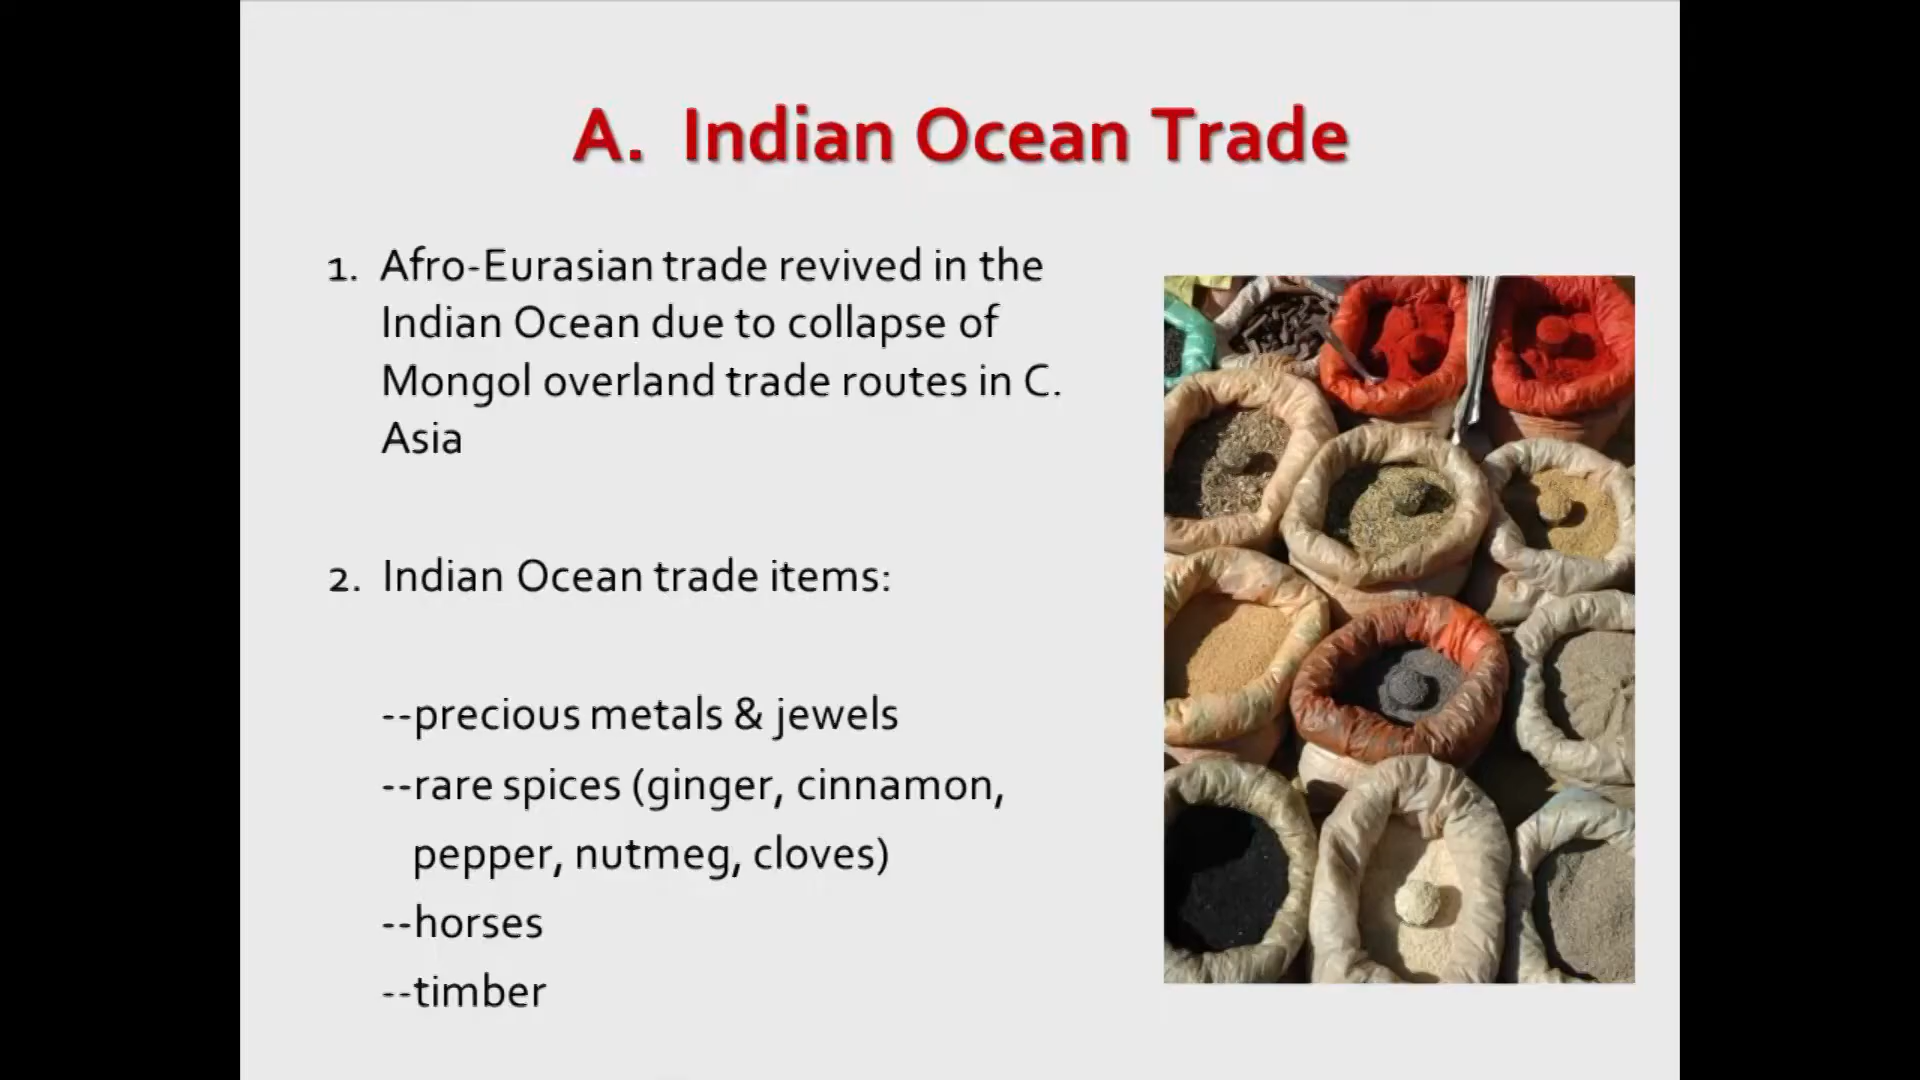 A. Indian Ocean Trade
1. Afro-Eurasian trade revived in the
Indian Ocean due to collapse of
Mongol overland trade routes in C.
Asia
2. Indian Ocean trade items:
--precious metals & jewels
--rare spices (ginger, cinnamon,
pepper, nutmeg, cloves)
--horses
--timber